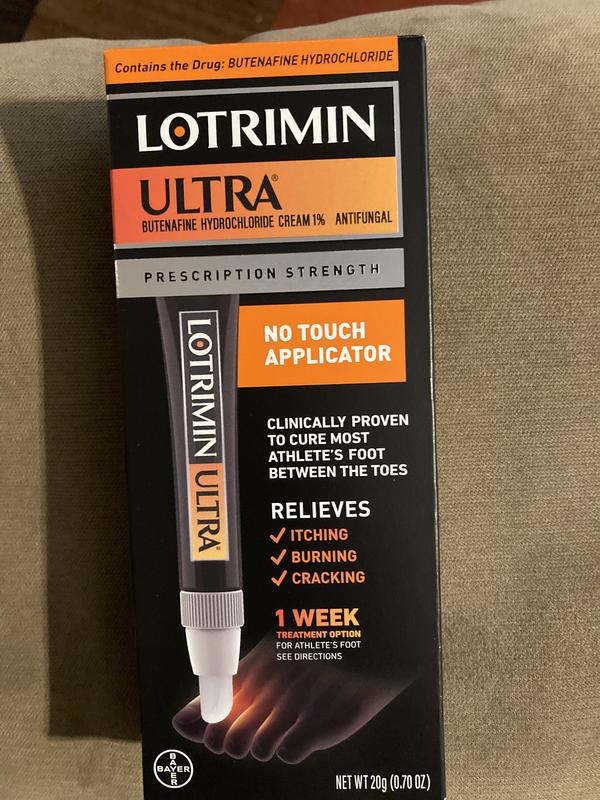 Contains the Drug: BUTENAFINE HYDROCHLORIDE
LOTRIMIN
ULTRA®
BUTENAFINE HYDROCHLORIDE CREAM 1% ANTIFUNGAL
PRESCRIPTION STRENGTH
LOTRIMIN ULTRA®
NO TOUCH
APPLICATOR
CLINICALLY PROVEN
TO CURE MOST
ATHLETE'S FOOT
BETWEEN THE TOES
RELIEVES
✓ ITCHING
✓ BURNING
✓ CRACKING
1 WEEK
TREATMENT OPTION
FOR ATHLETE'S FOOT
SEE DIRECTIONS
BAYER
BAYER
NET WT 20g (0.70 OZ)